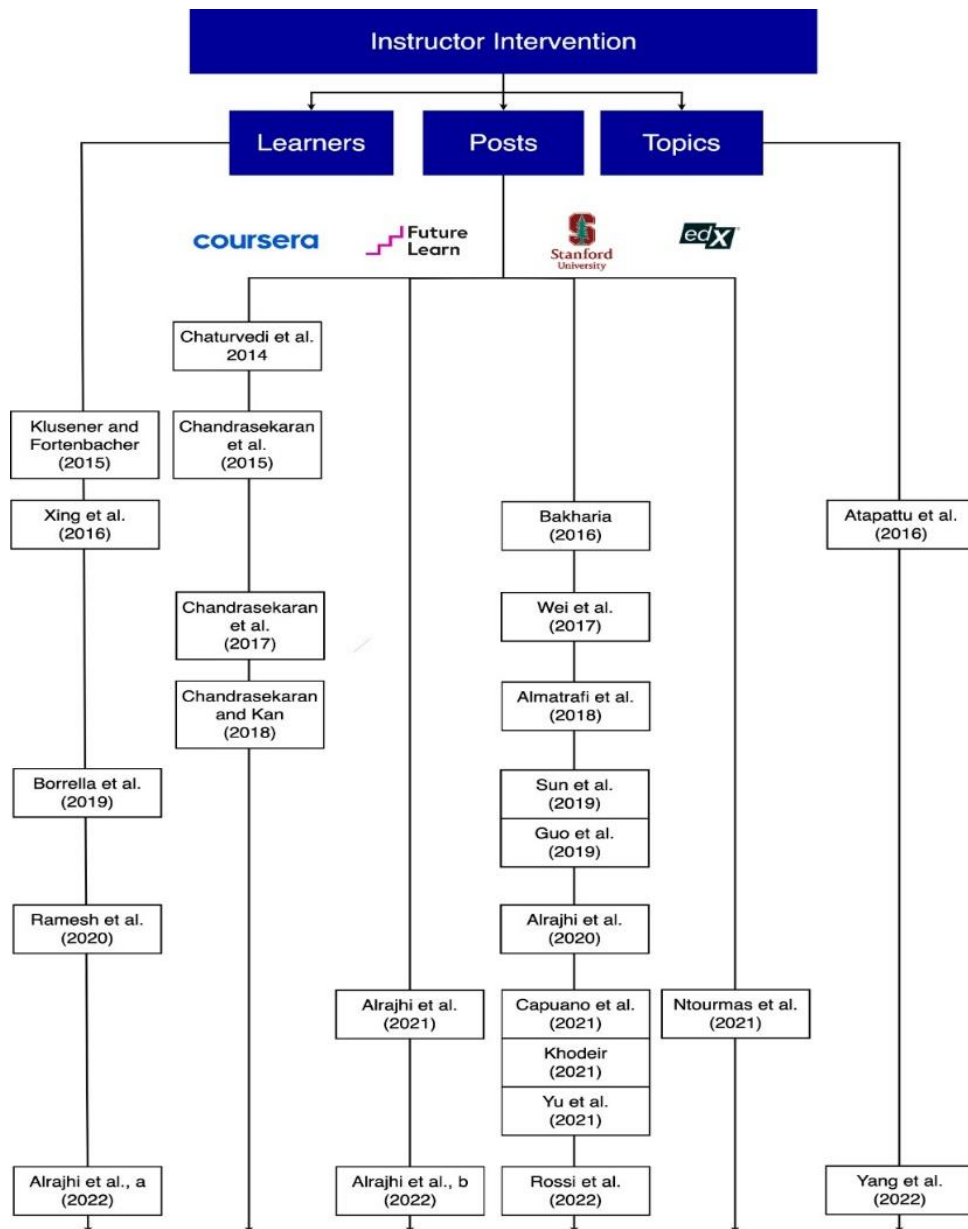 Instructor Intervention
Learners
Posts
Topics
coursera
Future
Learn
Stanford
University
edX
Chaturvedi et al.
2014
Klusener and
Fortenbacher
(2015)
Chandrasekaran
et al.
(2015)
Xing et al.
(2016)
Bakharia
(2016)
Atapattu et al.
(2016)
Chandrasekaran
et al.
(2017)
Wei et al.
(2017)
Chandrasekaran
and Kan
(2018)
Almatrafi et al.
(2018)
Borrella et al.
(2019)
Sun et al.
(2019)
Guo et al.
(2019)
Ramesh et al.
(2020)
Alrajhi et al.
(2020)
Alrajhi et al.
(2021)
Capuano et al.
(2021)
Ntourmas et al.
(2021)
Khodeir
(2021)
Yu et al.
(2021)
Alrajhi et al., a
(2022)
Alrajhi et al., b
(2022)
Rossi et al.
(2022)
Yang et al.
(2022)